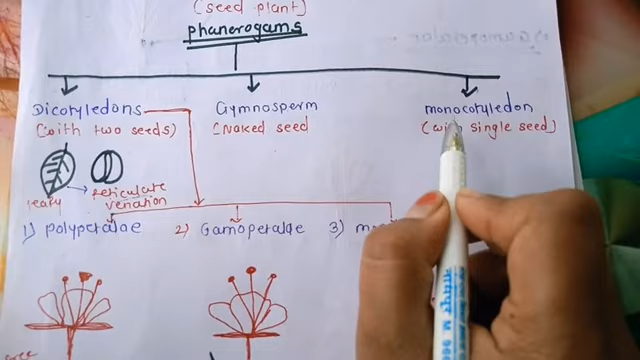 (seed plant)
phanerogams
Dicotyledons
(with two seeds)
Gymnosperm
(Naked seed
monocotyledon
(with single seed)
leafy
reticulate
venation
1) polypetalae
2) Gamopetalae
3) m